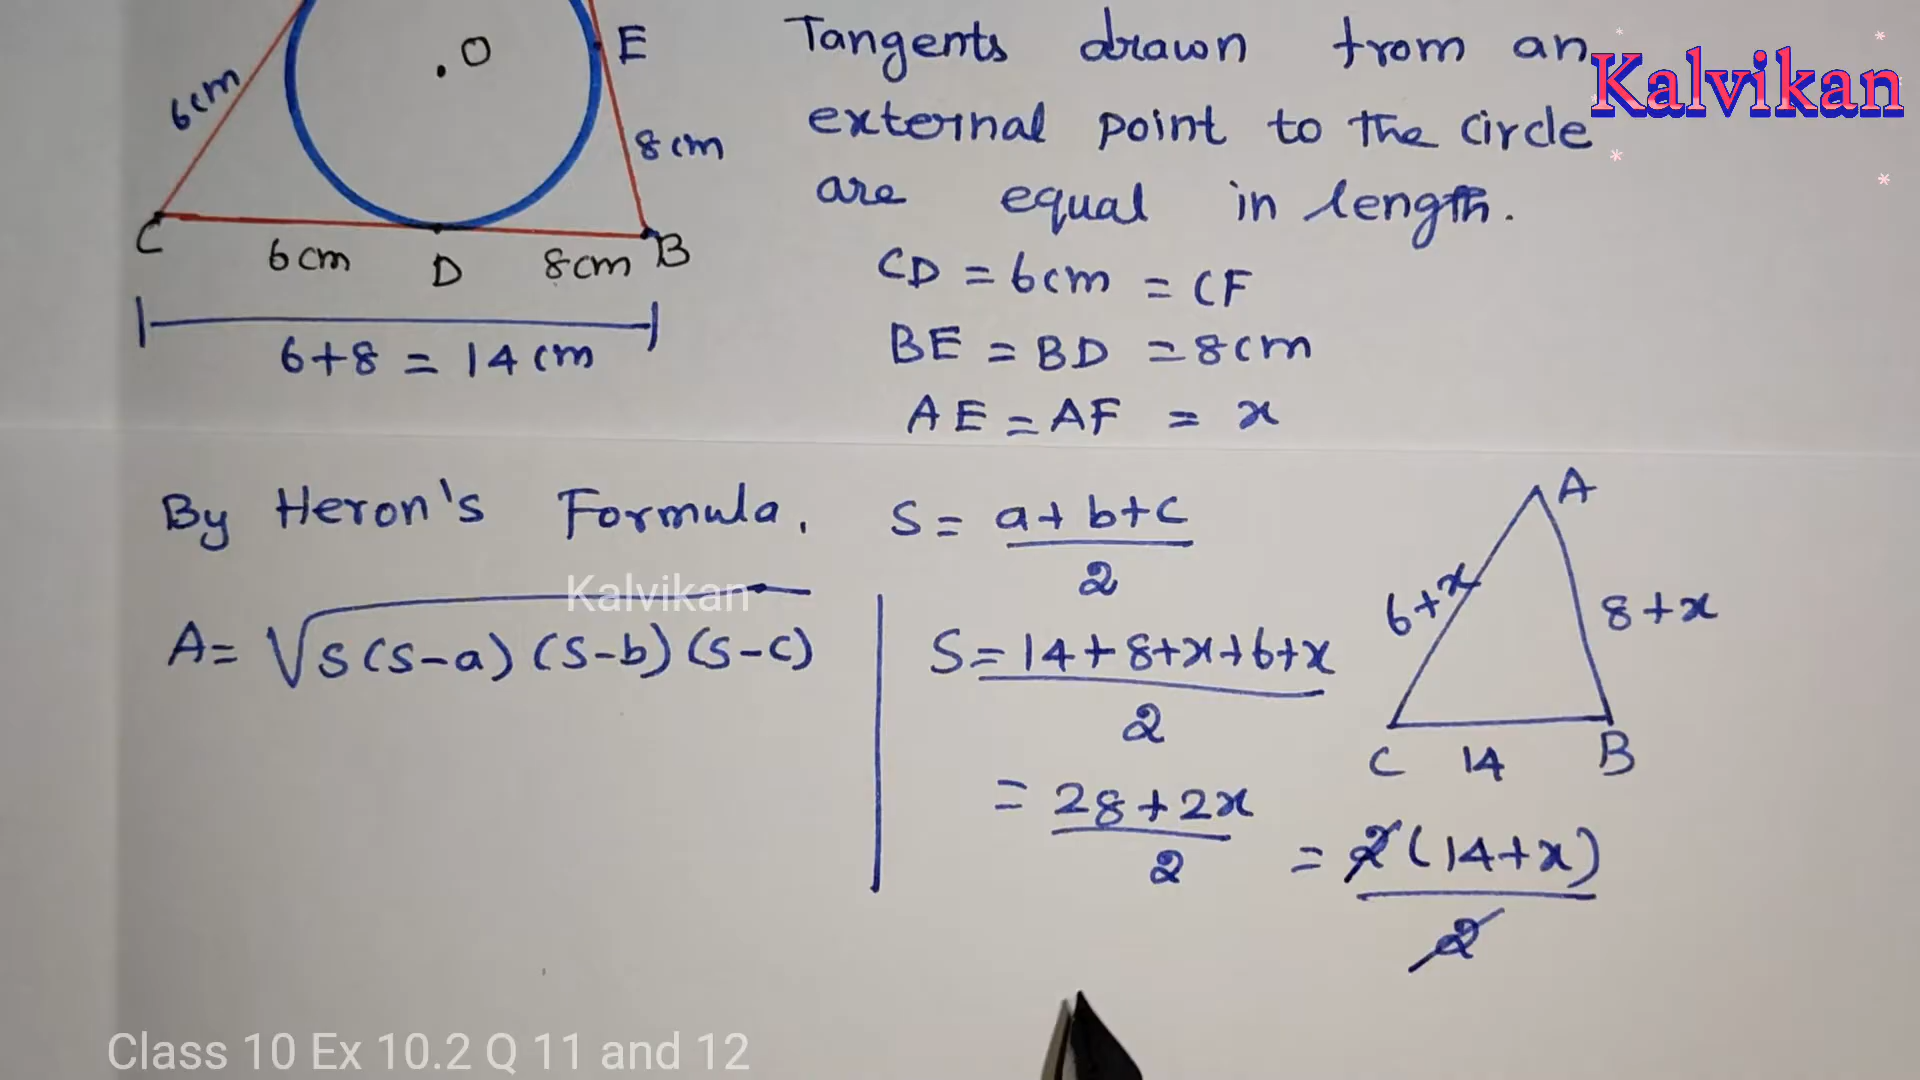 . O
E
6cm
8cm
C
6cm
D
8cm
B
6+8 = 14cm
Tangents drawn from an
external point to the circle
are equal in length.
CD = 6cm = CF
BE = BD = 8cm
AE = AF = x
Kalvikan
By Heron's Formula,
A = √s(s-a)(s-b)(s-c)
Kalvikan
S = a+b+c
2
S = 14+8+x+6+x
2
= 28+2x
2
= 2(14+x)
2
A
6+x
8+x
C 14 B
Class 10 Ex 10.2 Q 11 and 12